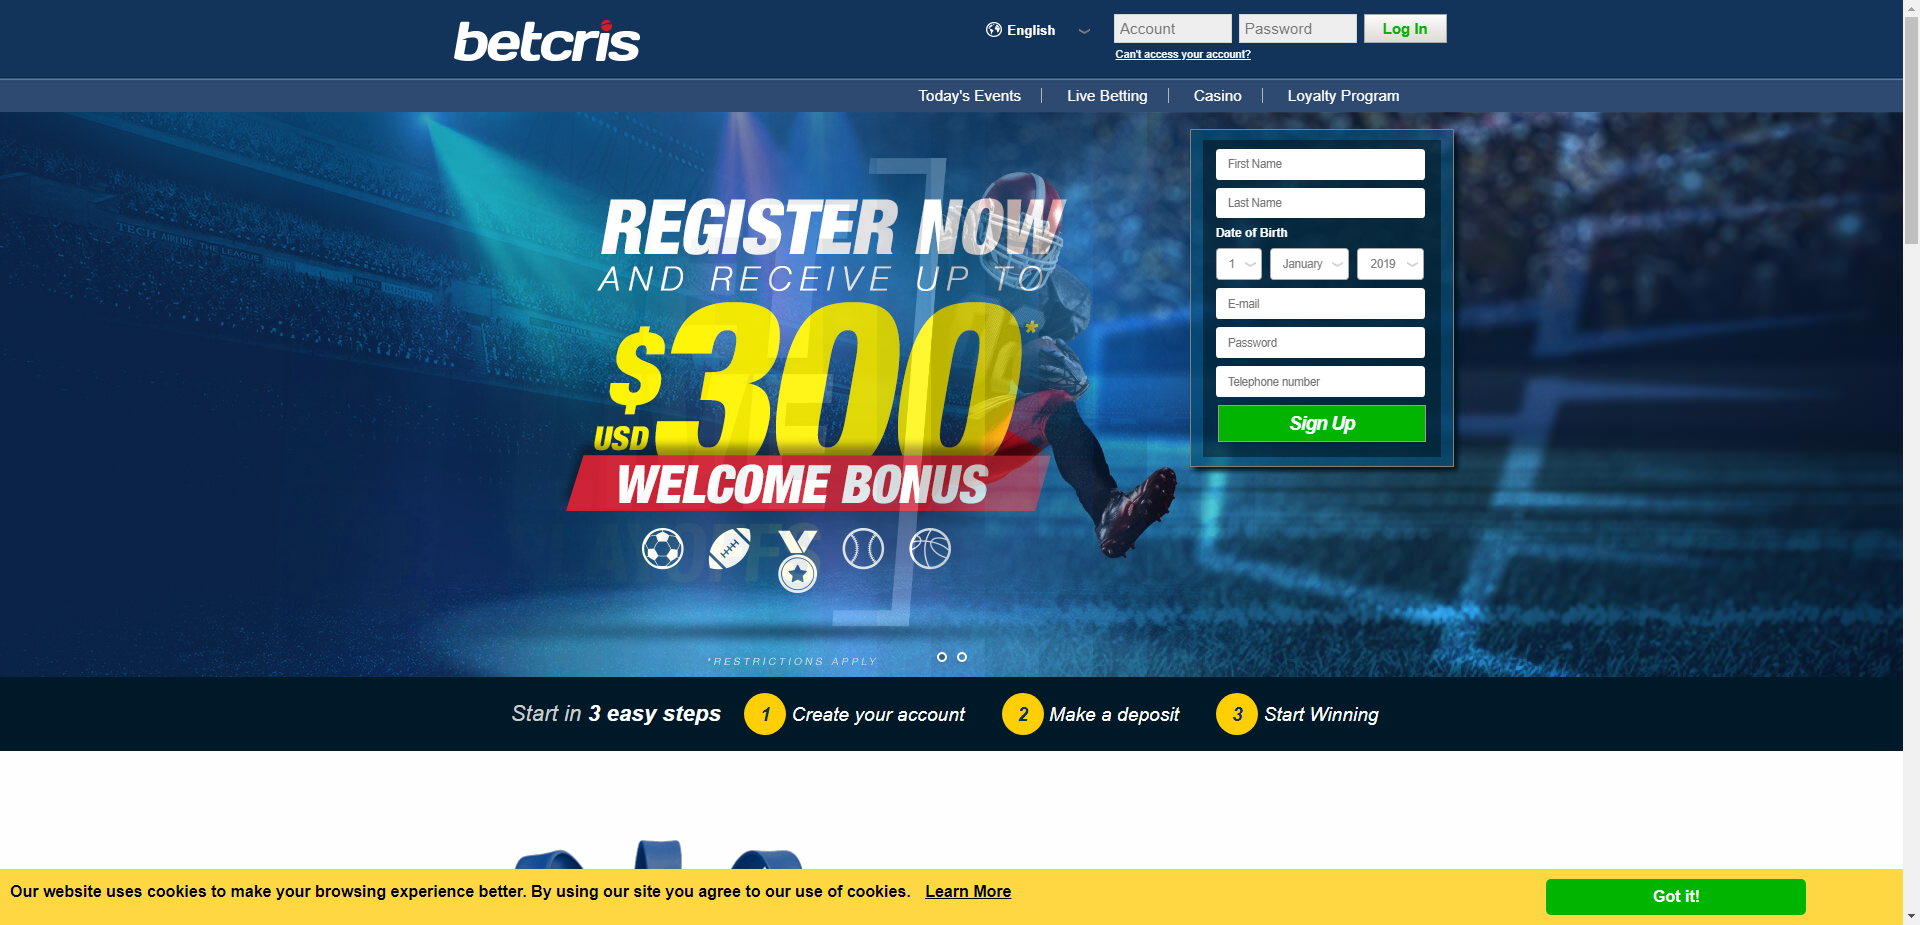 betcris
English
Account
Password
Log In
Can't access your account?
Today's Events
Live Betting
Casino
Loyalty Program
REGISTER NOW
AND RECEIVE UP TO
$300*
USD
WELCOME BONUS
PLAYOFFS
*RESTRICTIONS APPLY
First Name
Last Name
Date of Birth
1 January 2019
E-mail
Password
Telephone number
Sign Up
Start in 3 easy steps
1 Create your account
2 Make a deposit
3 Start Winning
Our website uses cookies to make your browsing experience better. By using our site you agree to our use of cookies. Learn More
Got it!